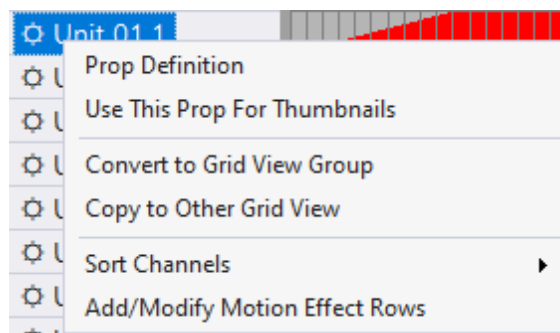 Unit 01.1
Prop Definition
Use This Prop For Thumbnails
Convert to Grid View Group
Copy to Other Grid View
Sort Channels
Add/Modify Motion Effect Rows